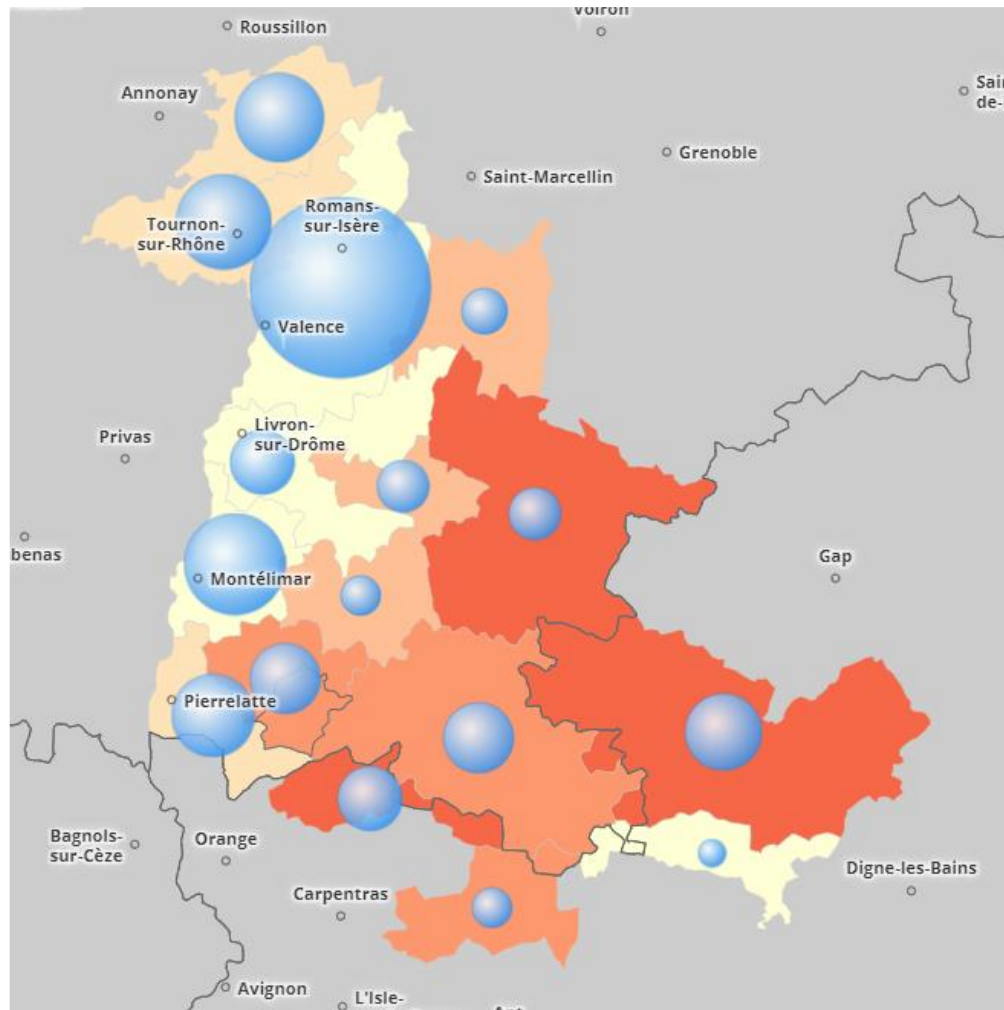 Voiron
Roussillon
Annonay
Grenoble
Saint-Marcellin
Romans-
sur-Isère
Tournon-
sur-Rhône
Valence
Privas
Livron-
sur-Drôme
Gap
Montélimar
Pierrelatte
Bagnols-
sur-Cèze
Orange
Digne-les-Bains
Carpentras
Avignon
L'Isle-